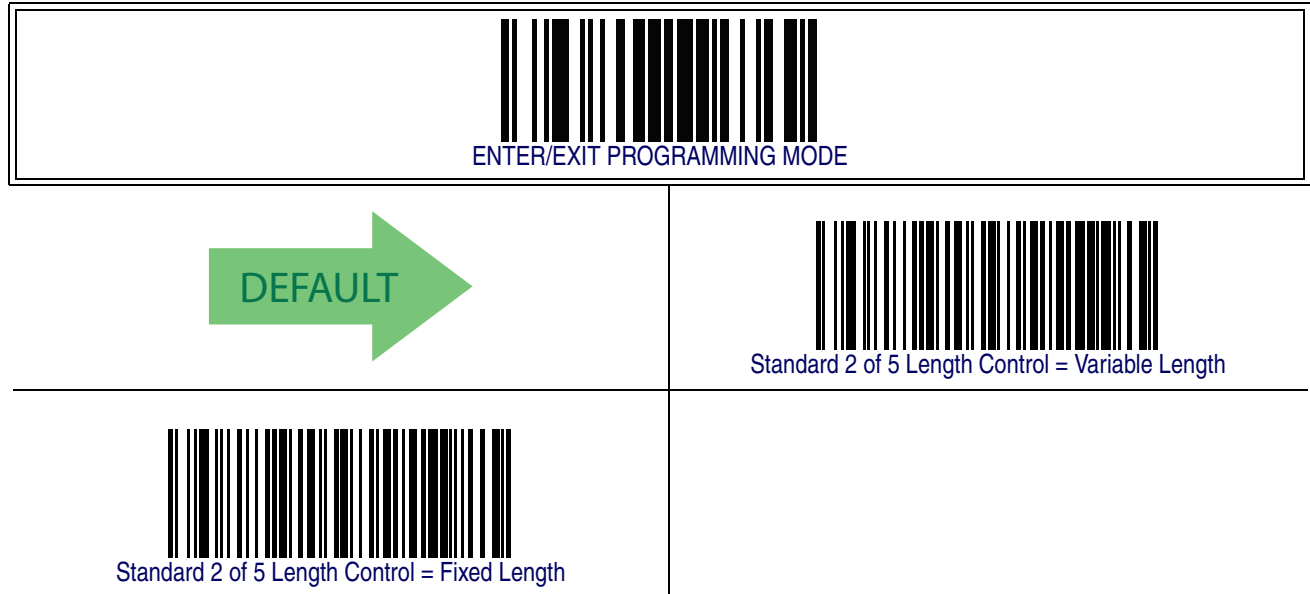 ENTER/EXIT PROGRAMMING MODE
DEFAULT
Standard 2 of 5 Length Control = Variable Length
Standard 2 of 5 Length Control = Fixed Length